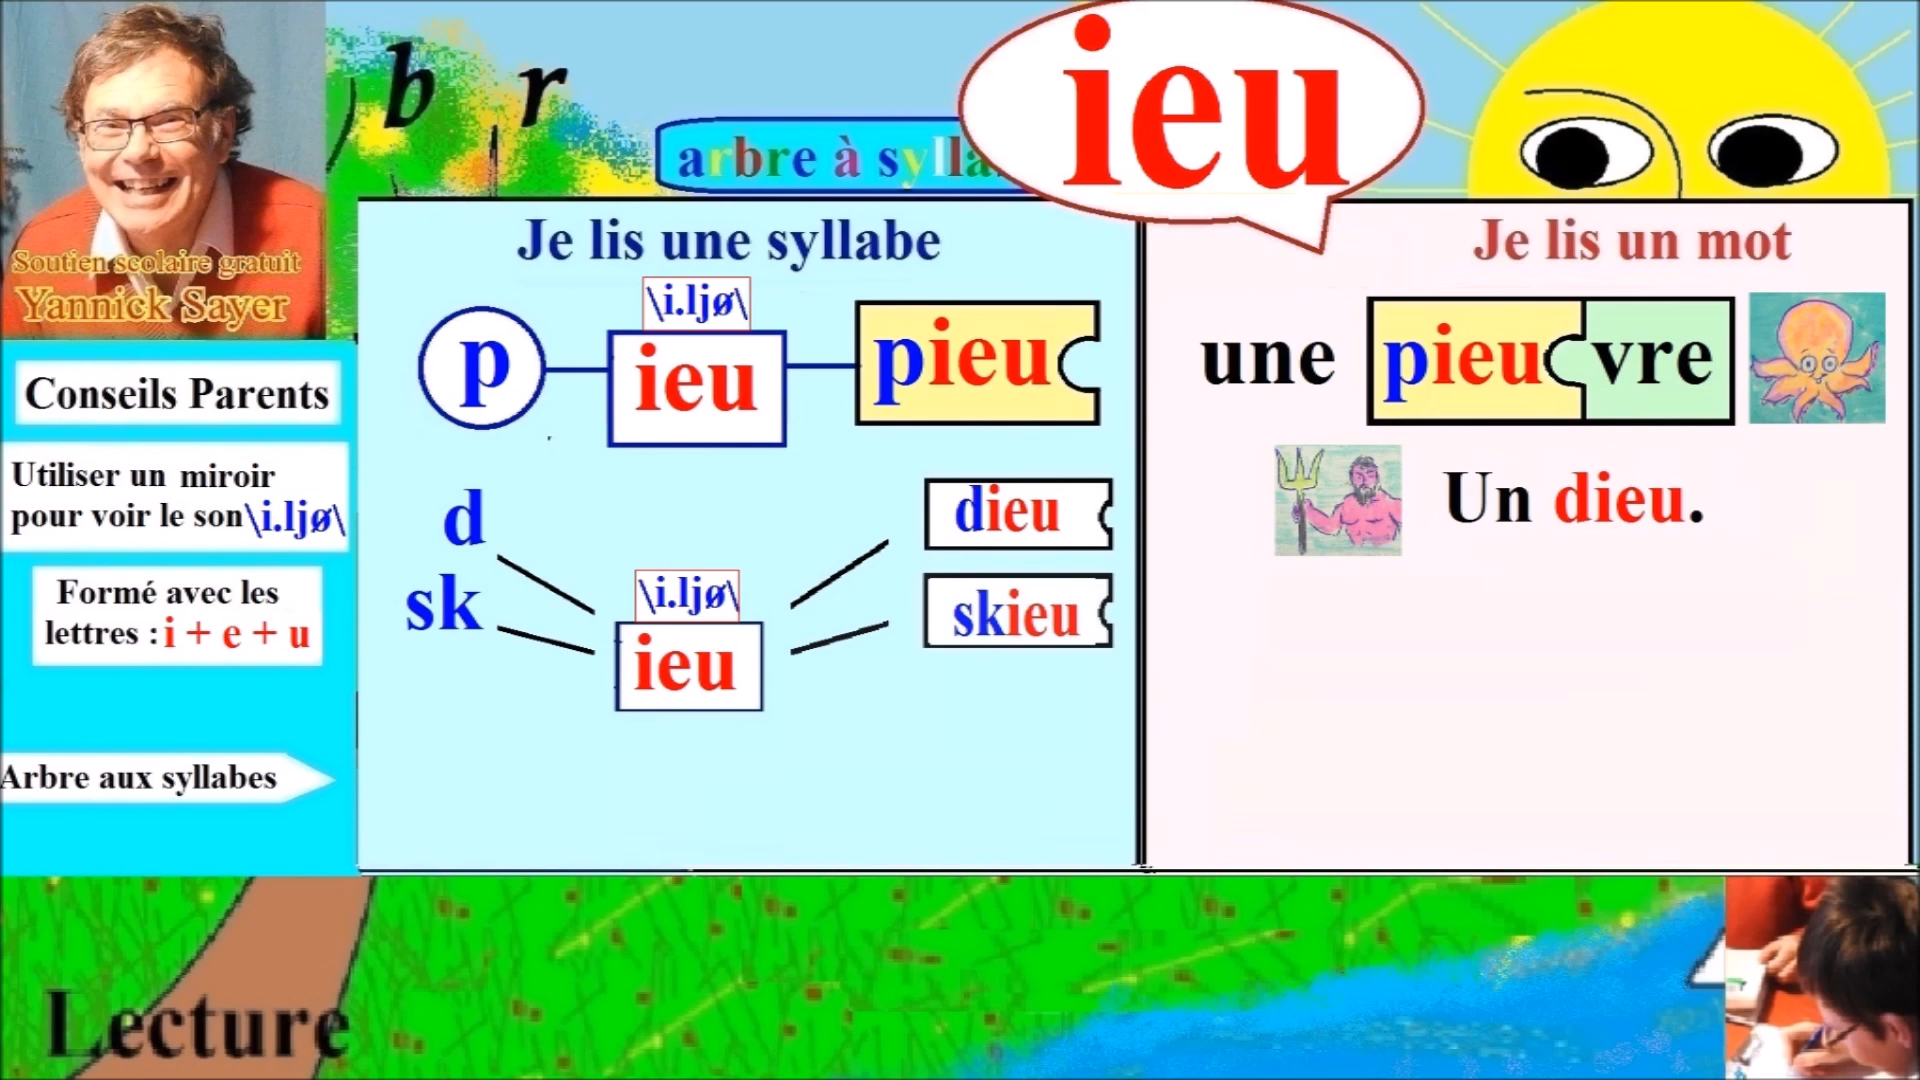 b r
arbre à sylla
ieu
Soutien scolaire gratuit
Yannick Sayer
Conseils Parents
Utiliser un miroir
pour voir le son \i.ljø\
Formé avec les
lettres : i + e + u
Arbre aux syllabes
Je lis une syllabe
\i.ljø\
p ieu pieu
d
sk
\i.ljø\
ieu
dieu
skieu
Je lis un mot
une pieuvre
Un dieu.
Lecture